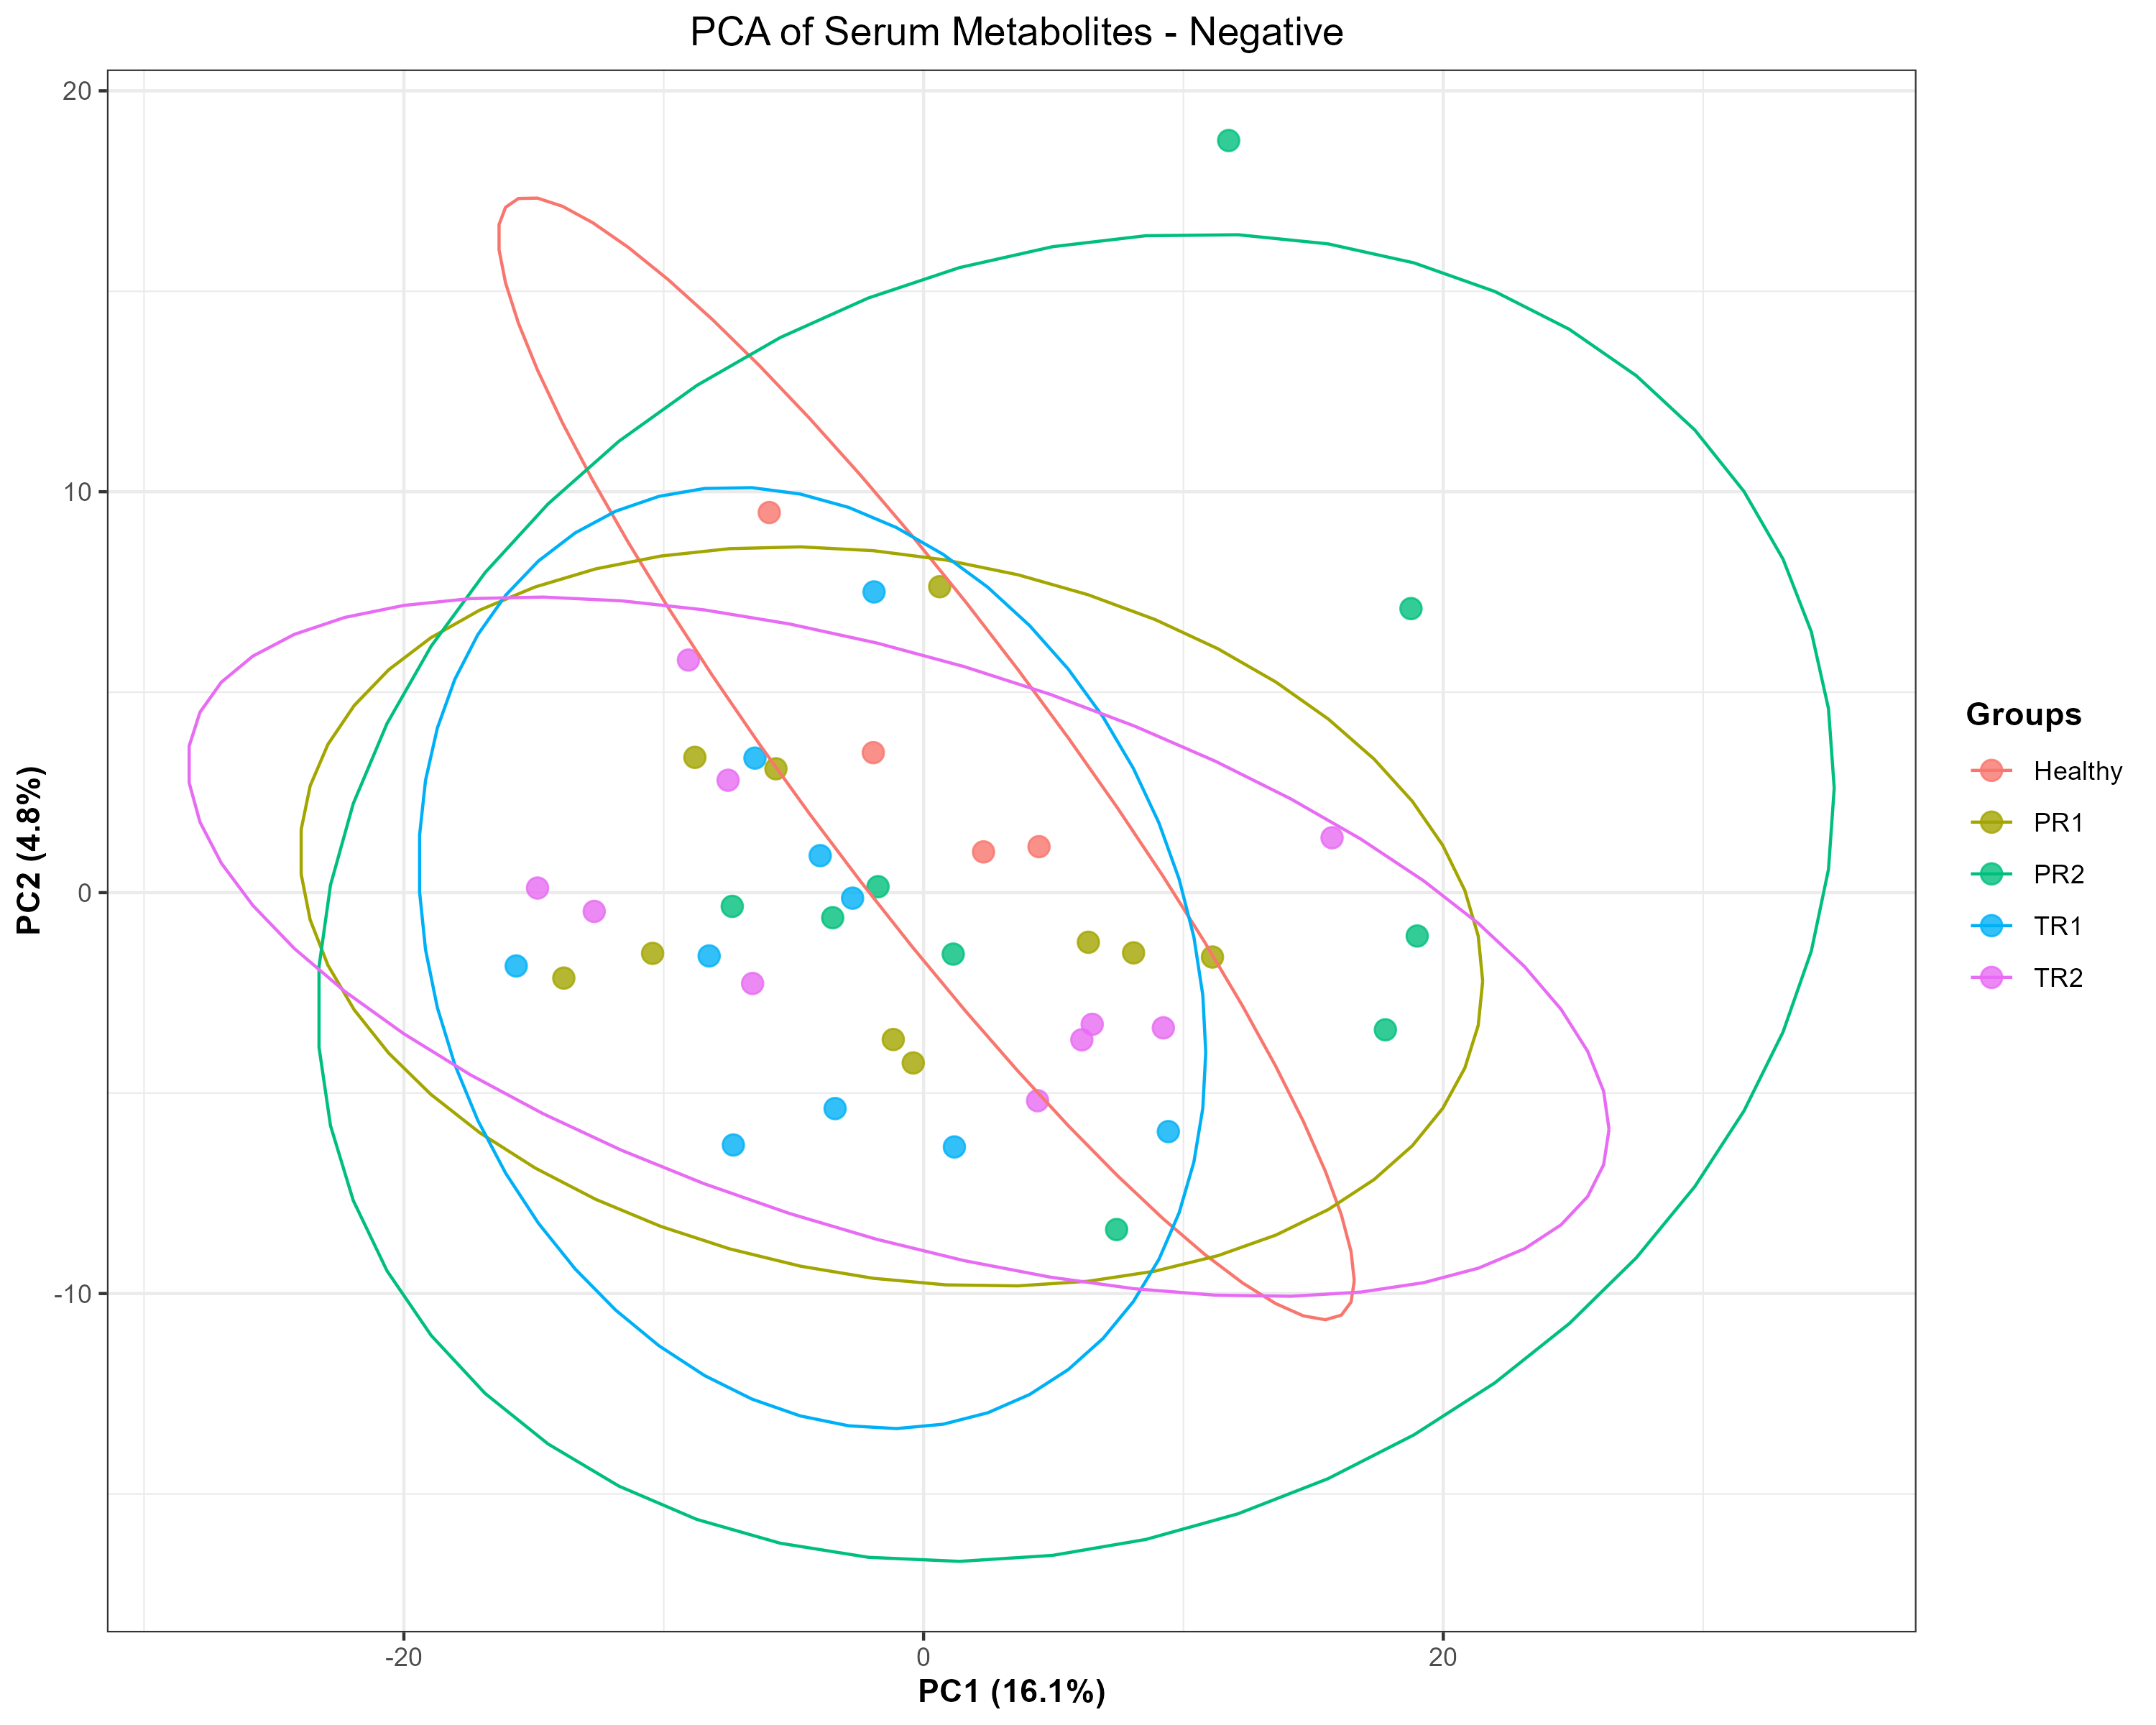 PCA of Serum Metabolites - Negative
20
10
0
-10
PC2 (4.8%)
-20
0
20
PC1 (16.1%)
Groups
Healthy
PR1
PR2
TR1
TR2